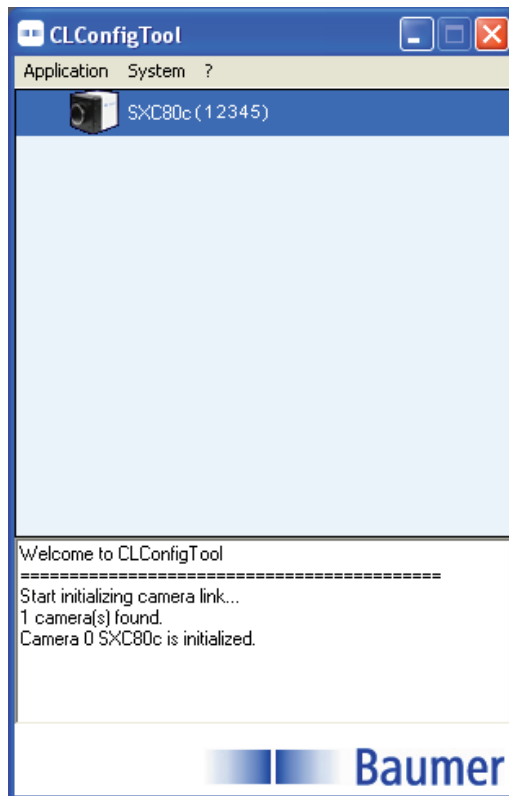 CLConfigTool
Application System ?
SXC80c (12345)
Welcome to CLConfigTool
===========================================
Start initializing camera link...
1 camera(s) found.
Camera 0 SXC80c is initialized.
Baumer